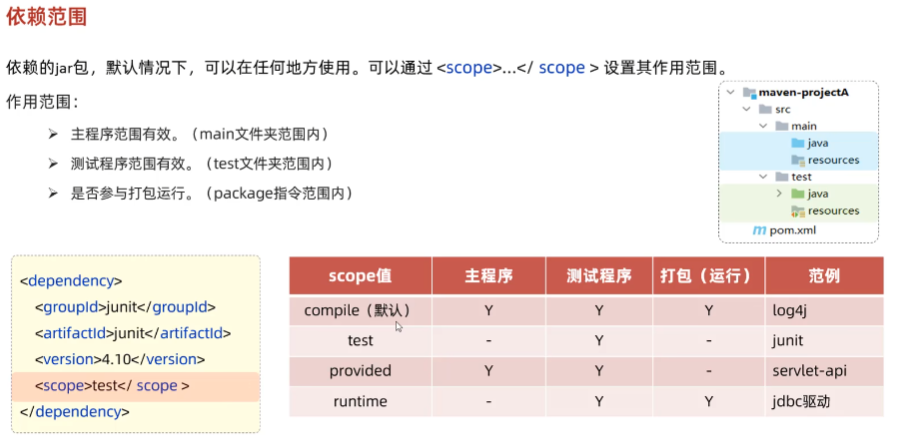 依赖范围
依赖的jar包，默认情况下，可以在任何地方使用。可以通过 <scope>...</ scope > 设置其作用范围。
作用范围：
➢ 主程序范围有效。（main文件夹范围内）
➢ 测试程序范围有效。（test文件夹范围内）
➢ 是否参与打包运行。（package指令范围内）
maven-projectA
src
main
java
resources
test
java
resources
pom.xml
<dependency>
<groupId>junit</groupId>
<artifactId>junit</artifactId>
<version>4.10</version>
<scope>test</ scope >
</dependency>
scope值 主程序 测试程序 打包（运行） 范例
compile（默认） Y Y Y log4j
test - Y - junit
provided Y Y - servlet-api
runtime - Y Y jdbc驱动